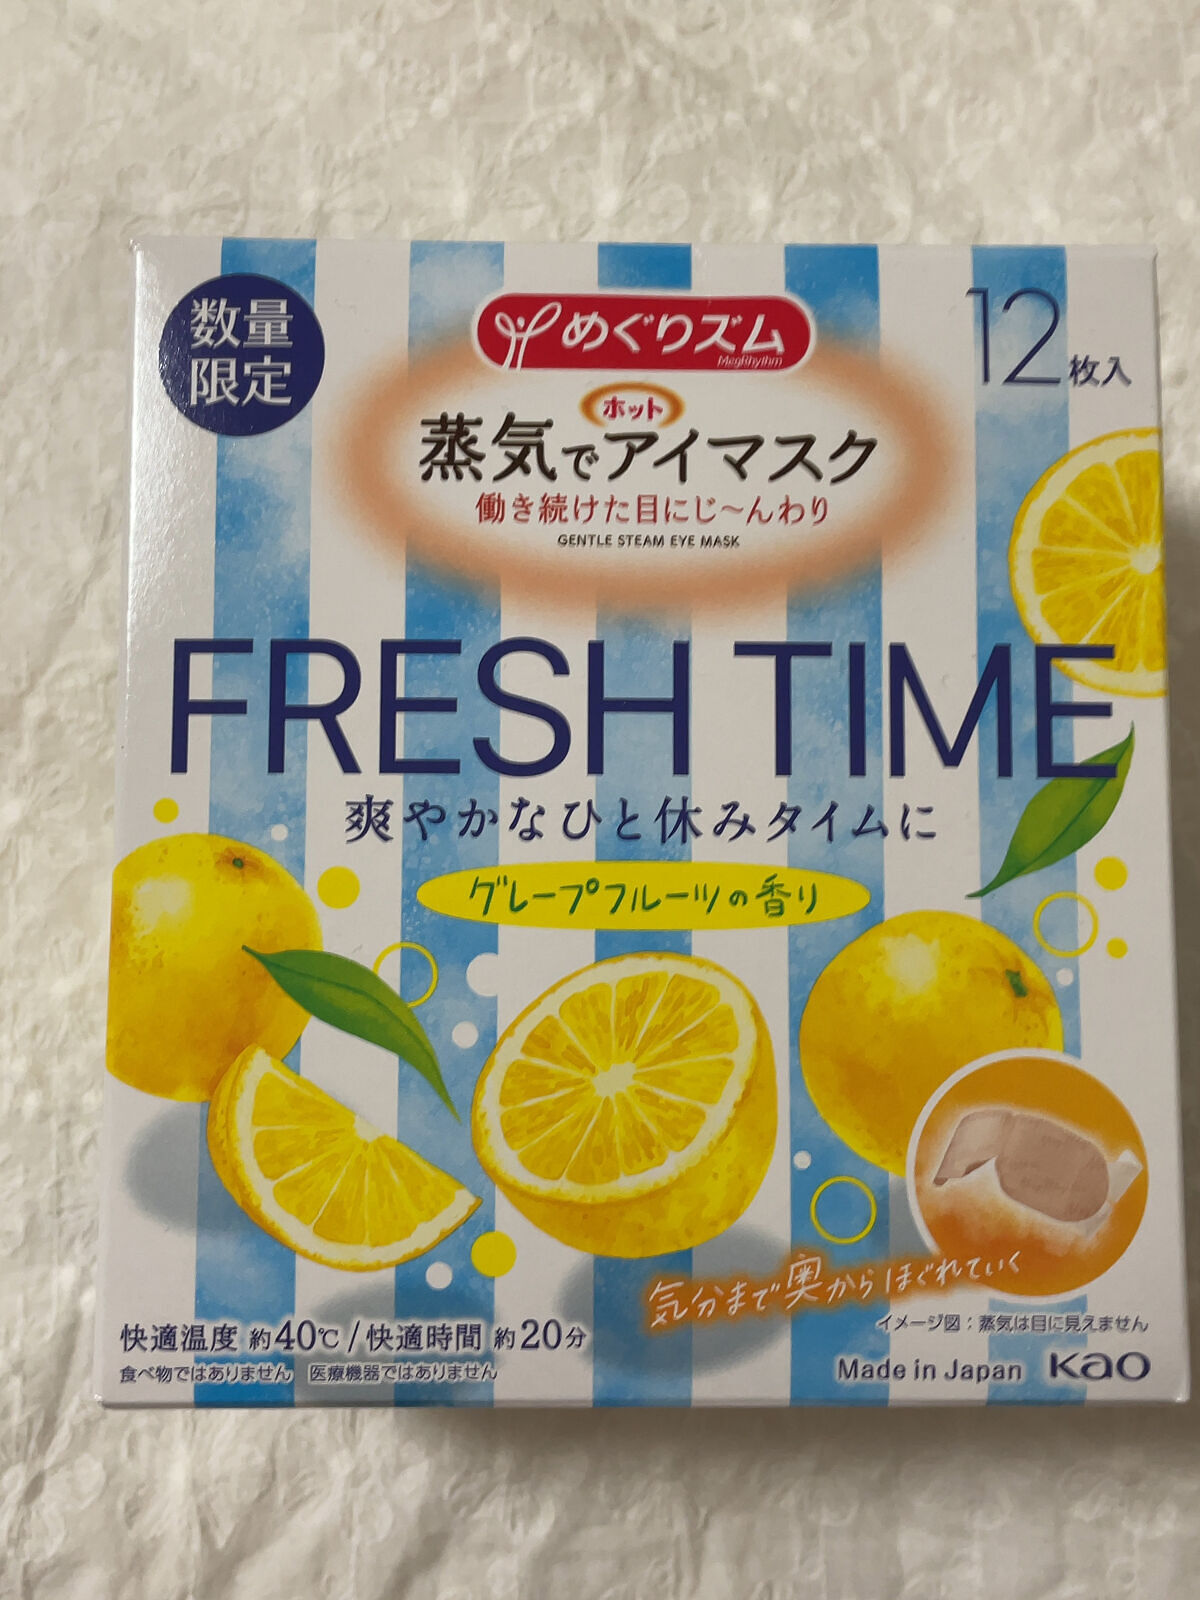 数量
限定
めぐりズム
MegRhythm
12枚入
ホット
蒸気でアイマスク
働き続けた目にじ～んわり
GENTLE STEAM EYE MASK
FRESH TIME
爽やかなひと休みタイムに
グレープフルーツの香り
気分まで奥からほぐれていく
イメージ図：蒸気は目に見えません
快適温度 約40℃/快適時間 約20分
食べ物ではありません 医療機器ではありません
Made in Japan Kao